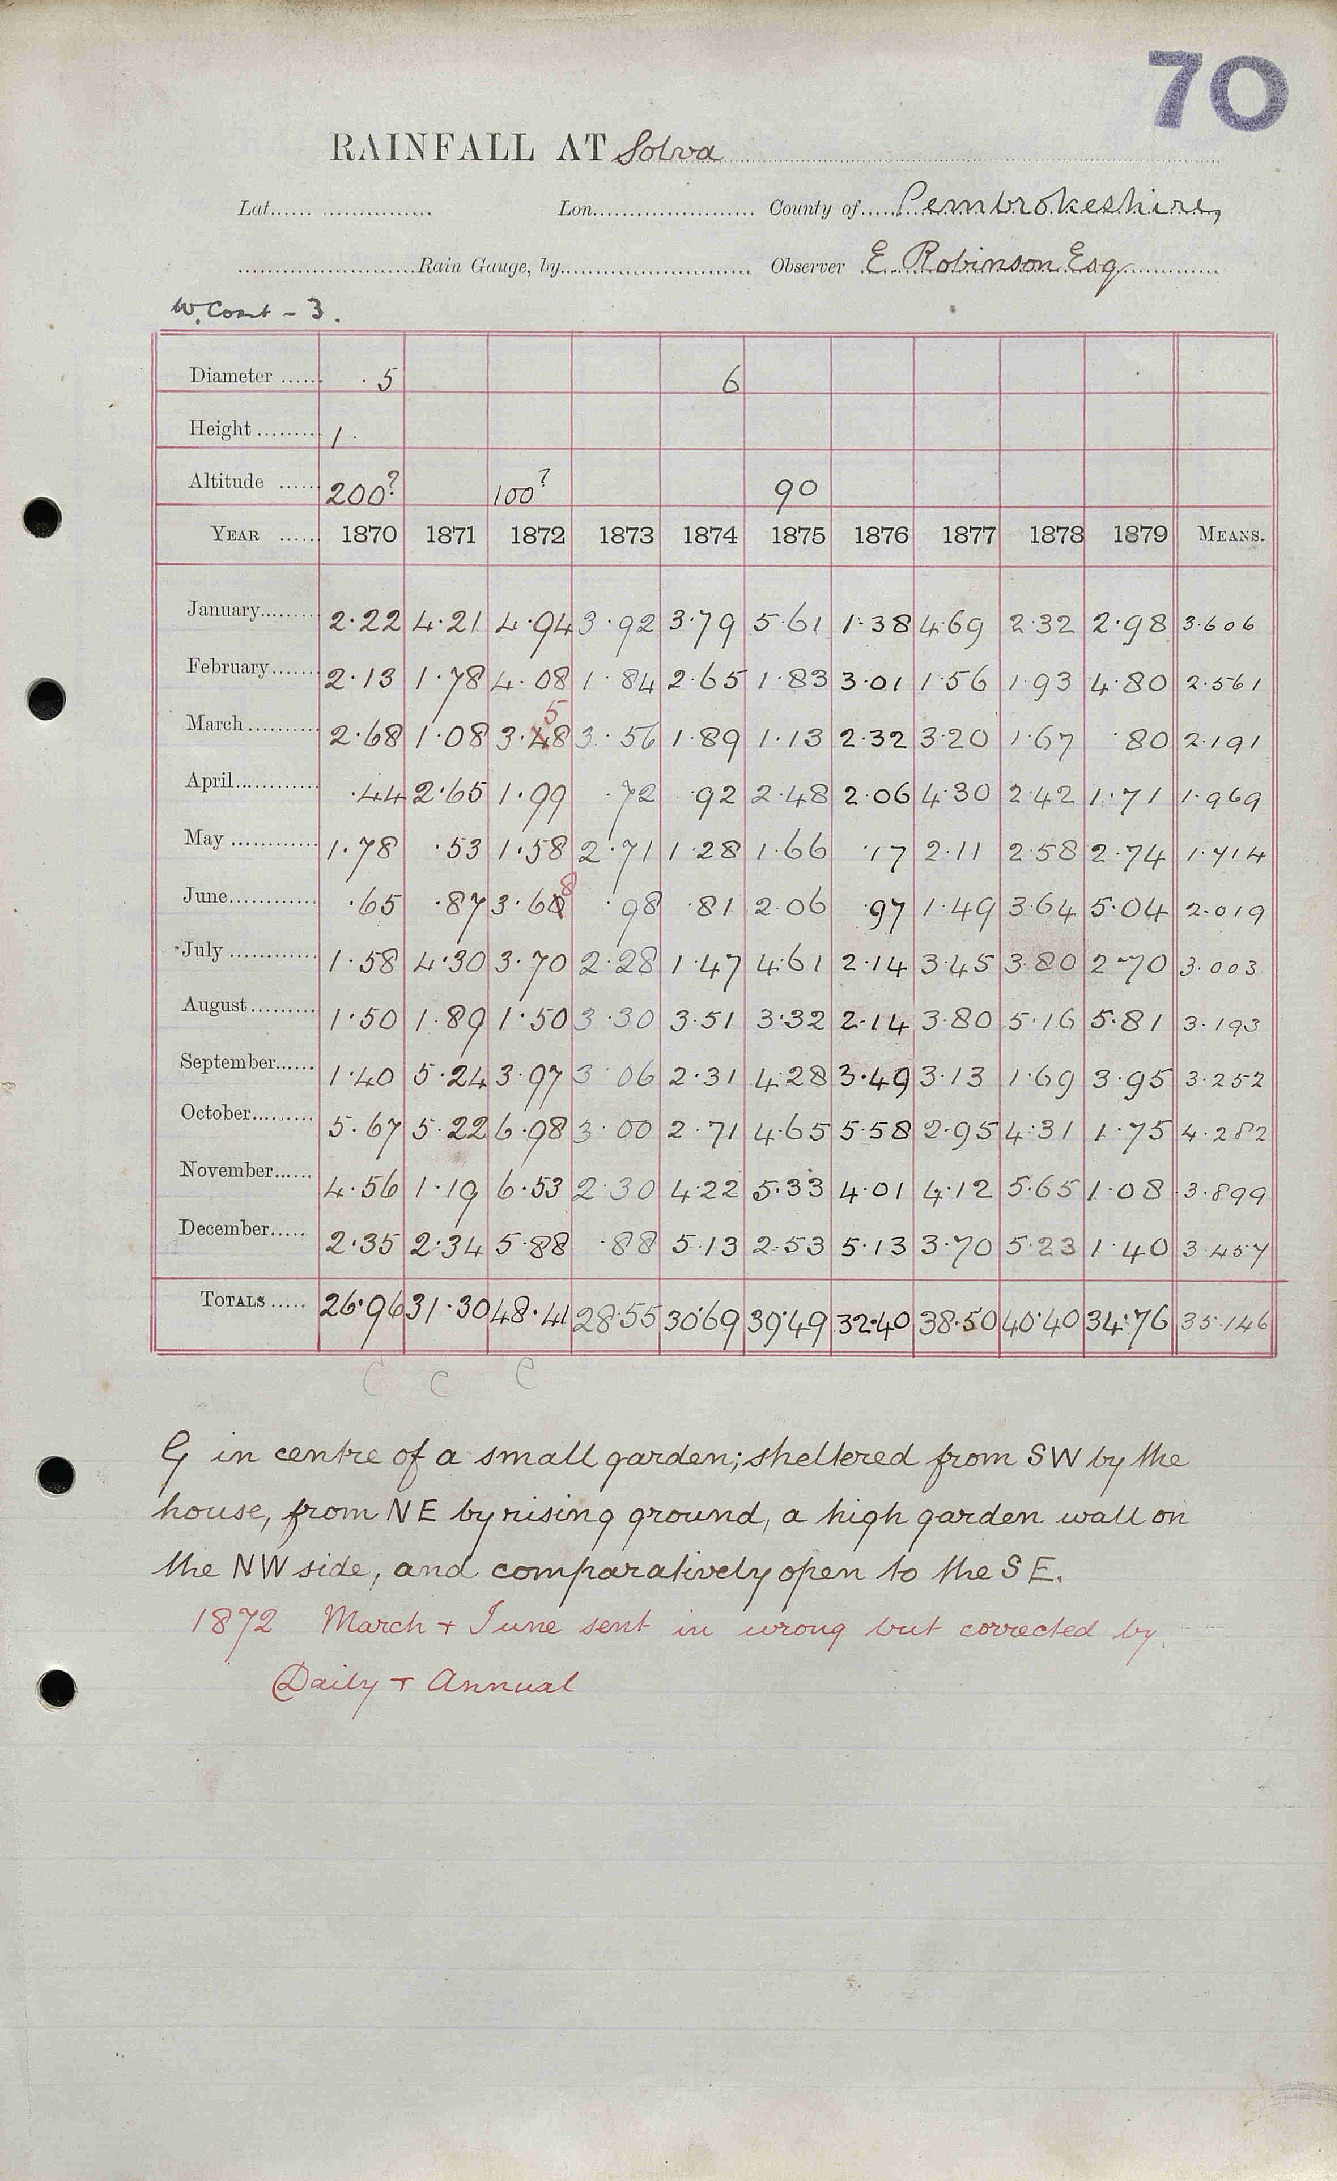 70
RAINFALL AT Solva
Lat. Lon. County of Pembrokeshire,
Rain Gauge, by Observer E. Robinson Esq
W. Coast - 3.
Diameter 5 6
Height 1
Altitude 200? 100? 90
YEAR 1870 1871 1872 1873 1874 1875 1876 1877 1878 1879 MEANS.
January 2.22 4.21 4.94 3.92 3.79 5.61 1.38 4.69 2.32 2.98 3.606
February 2.13 1.78 4.08 1.84 2.65 1.83 3.01 1.56 1.93 4.80 2.561
5
March 2.68 1.08 3.48 3.56 1.89 1.13 2.32 3.20 1.67 .80 2.191
April .44 2.65 1.99 .72 .92 2.48 2.06 4.30 2.42 1.71 1.969
May 1.78 .53 1.58 2.71 1.28 1.66 .17 2.11 2.58 2.74 1.714
8
June .65 .87 3.60 .98 .81 2.06 .97 1.49 3.64 5.04 2.019
July 1.58 4.30 3.70 2.28 1.47 4.61 2.14 3.45 3.80 2.70 3.003
August 1.50 1.89 1.50 3.30 3.51 3.32 2.14 3.80 5.16 5.81 3.193
September 1.40 5.24 3.97 3.06 2.31 4.28 3.49 3.13 1.69 3.95 3.252
October 5.67 5.22 6.98 3.00 2.71 4.65 5.58 2.95 4.31 1.75 4.282
November 4.56 1.19 6.53 2.30 4.22 5.33 4.01 4.12 5.65 1.08 3.899
December 2.35 2.34 5.88 .88 5.13 2.53 5.13 3.70 5.23 1.40 3.457
TOTALS 26.96 31.30 48.41 28.55 30.69 39.49 32.40 38.50 40.40 34.76 35.146
C C C
G in centre of a small garden; sheltered from SW by the
house, from NE by rising ground, a high garden wall on
the NW side, and comparatively open to the SE.
1872 March + June sent in wrong but corrected by
Daily + Annual